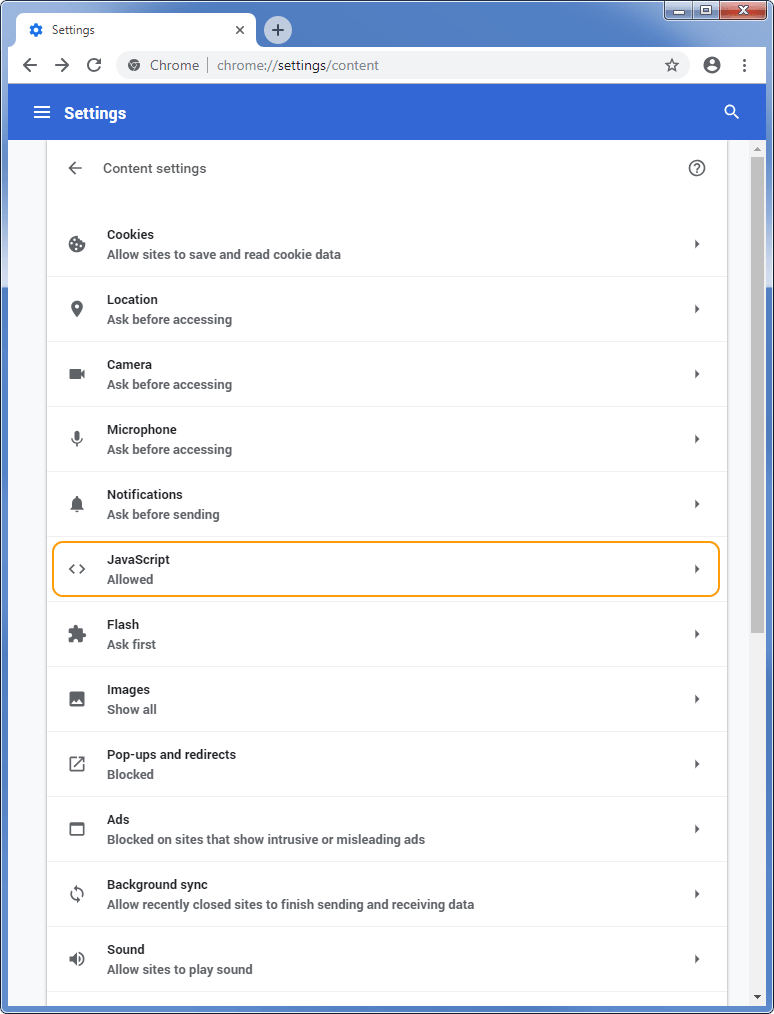 Settings
Chrome | chrome://settings/content
Settings
Content settings
Cookies
Allow sites to save and read cookie data
Location
Ask before accessing
Camera
Ask before accessing
Microphone
Ask before accessing
Notifications
Ask before sending
JavaScript
Allowed
Flash
Ask first
Images
Show all
Pop-ups and redirects
Blocked
Ads
Blocked on sites that show intrusive or misleading ads
Background sync
Allow recently closed sites to finish sending and receiving data
Sound
Allow sites to play sound